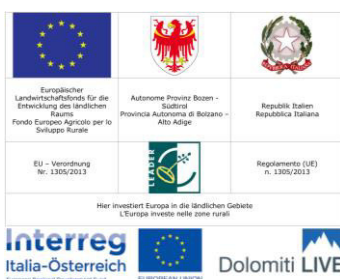 Europäischer
Landwirtschaftsfonds für die
Entwicklung des ländlichen
Raums
Fondo Europeo Agricolo per lo
Sviluppo Rurale
Autonome Provinz Bozen -
Südtirol
Provincia Autonoma di Bolzano –
Alto Adige
Republik Italien
Repubblica Italiana
EU – Verordnung
Nr. 1305/2013
LEADER
Regolamento (UE)
n. 1305/2013
Hier investiert Europa in die ländlichen Gebiete
L'Europa investe nelle zone rurali
Interreg
Italia-Österreich
EUROPEAN UNION
Dolomiti LIVE